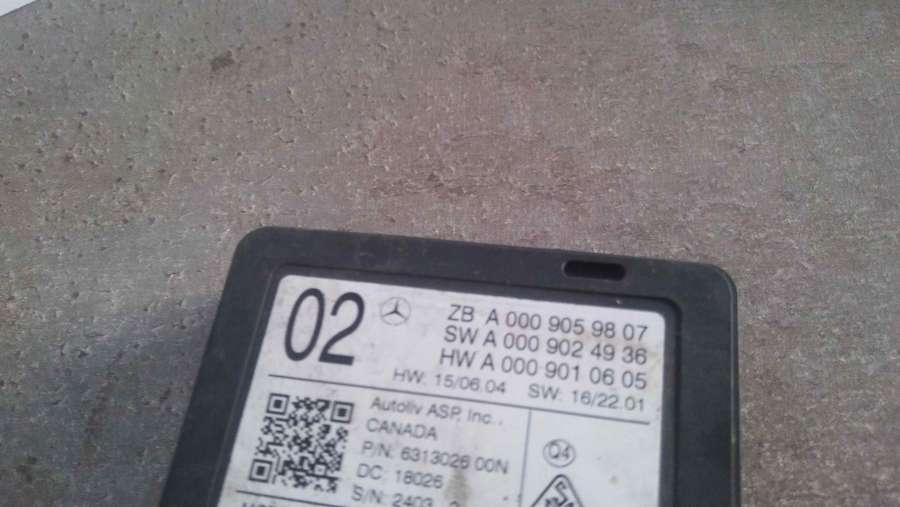 02
ZB A 000 905 98 07
SW A 000 902 49 36
HW A 000 901 06 05
HW: 15/06.04 SW: 16/22.01
Autoliv ASP, Inc.,
CANADA
P/N: 6313026 00N
DC: 18026
S/N: 2403
Q4